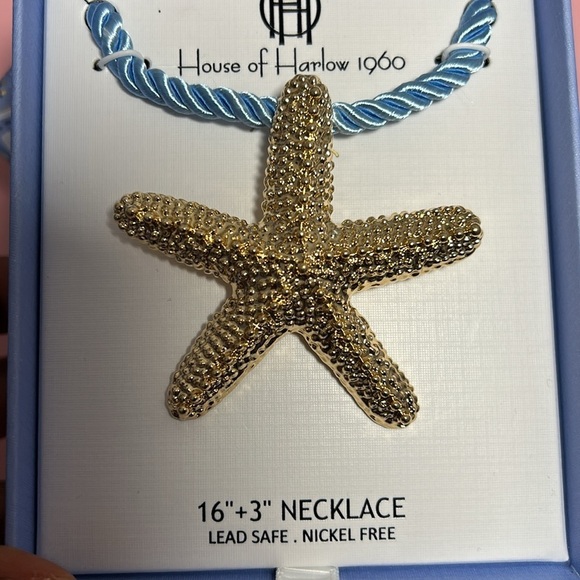 House of Harlow 1960
16"+3" NECKLACE
LEAD SAFE . NICKEL FREE